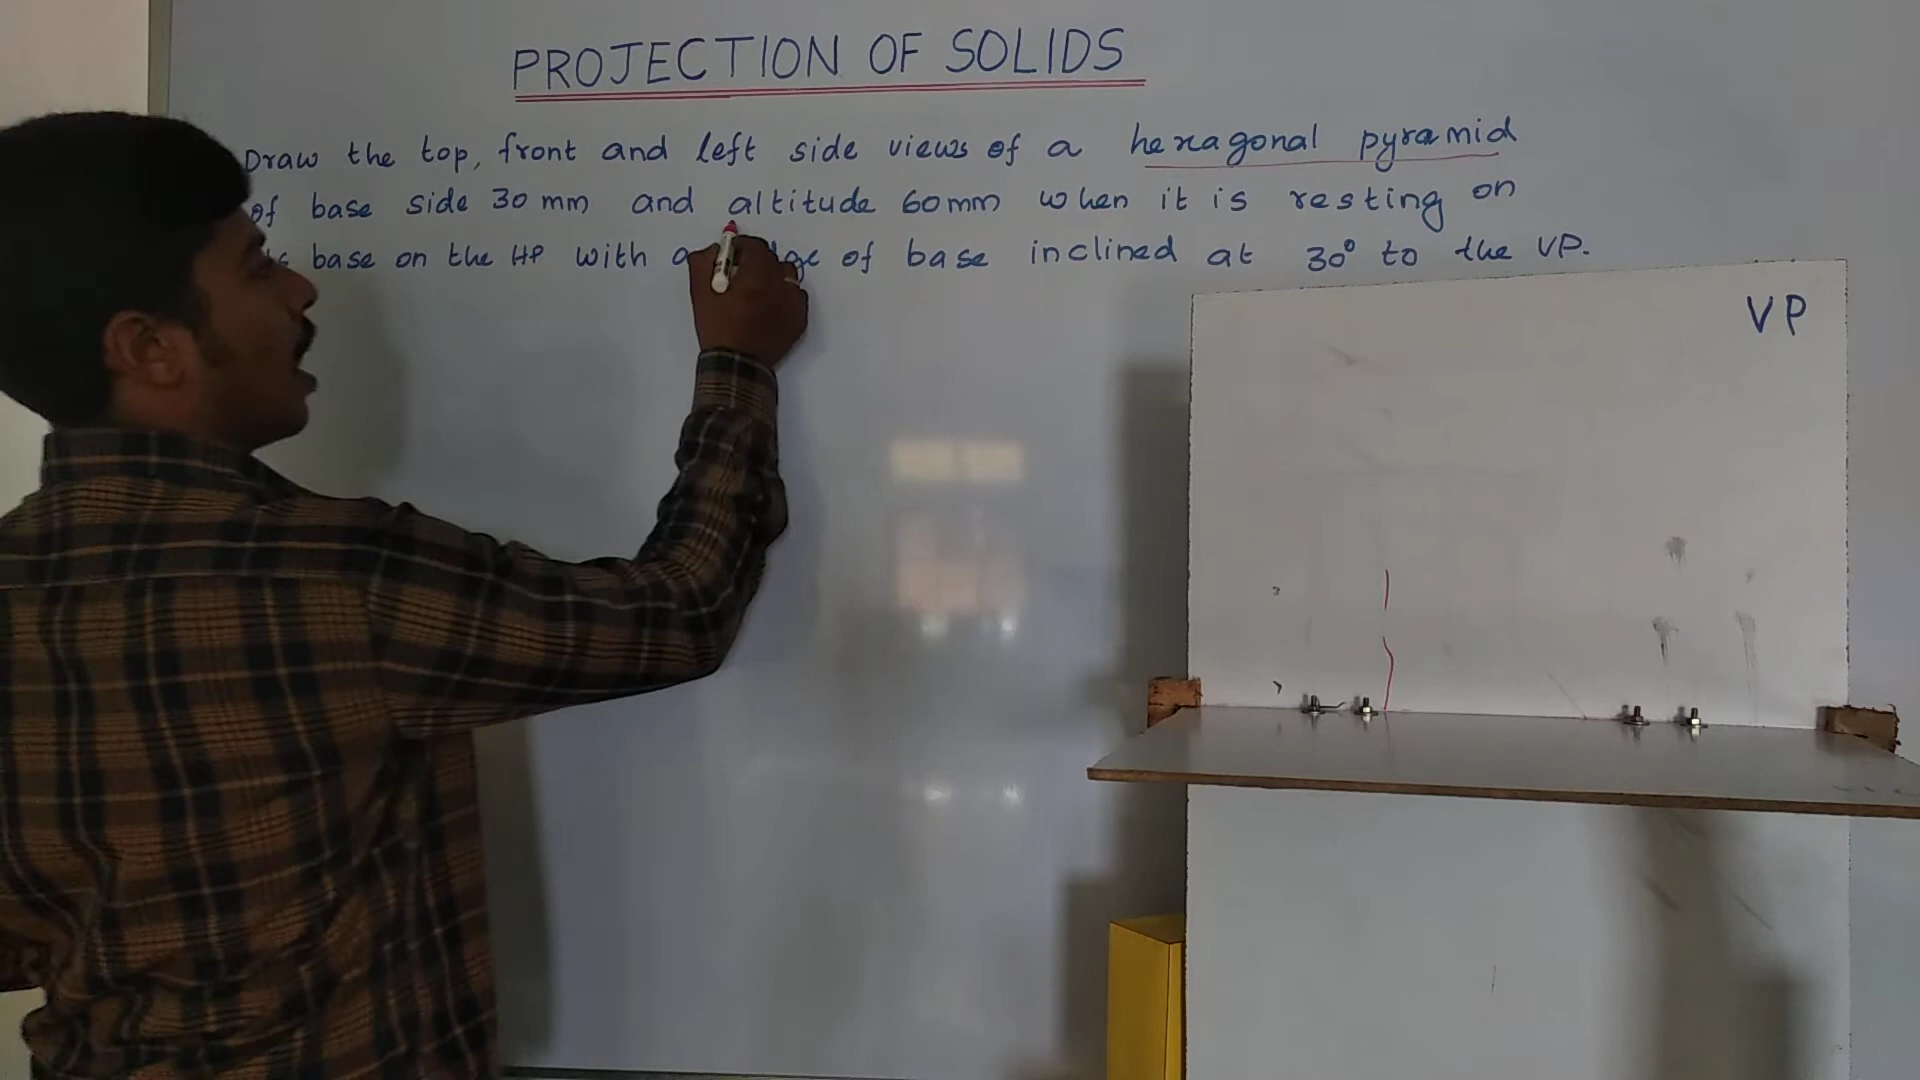 PROJECTION OF SOLIDS
Draw the top, front and left side views of a hexagonal pyramid
of base side 30 mm and altitude 60 mm when it is resting on
base on the HP with of base inclined at 30° to the VP.
VP